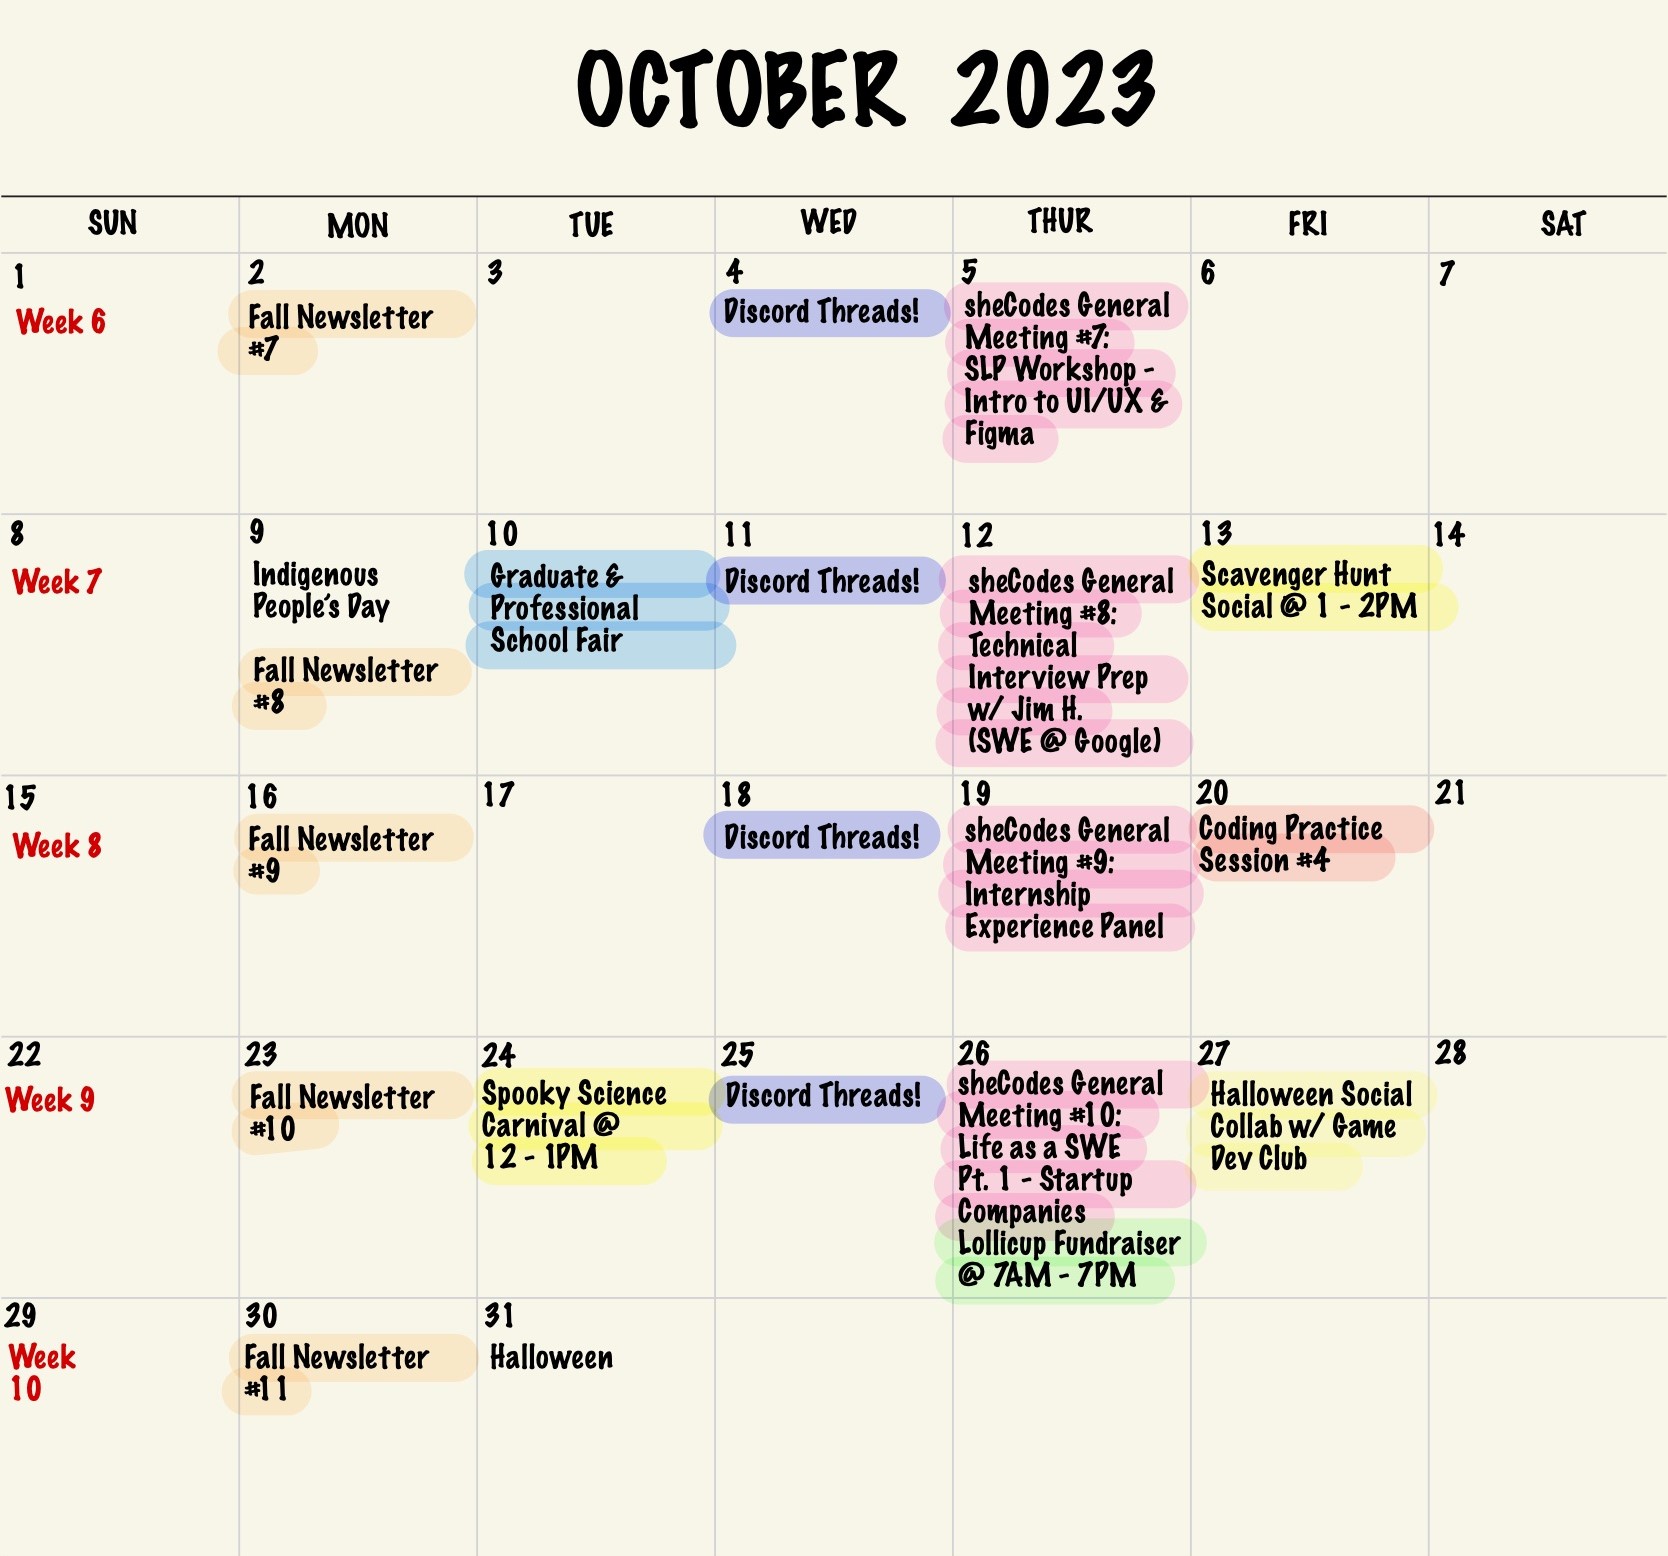 OCTOBER 2023
SUN MON TUE WED THUR FRI SAT
1
Week 6
2
Fall Newsletter
#7
3
4
Discord Threads!
5
sheCodes General
Meeting #7:
SLP Workshop -
Intro to UI/UX &
Figma
6
7
8
Week 7
9
Indigenous
People's Day
Fall Newsletter
#8
10
Graduate &
Professional
School Fair
11
Discord Threads!
12
sheCodes General
Meeting #8:
Technical
Interview Prep
w/ Jim H.
(SWE @ Google)
13
Scavenger Hunt
Social @ 1 - 2PM
14
15
Week 8
16
Fall Newsletter
#9
17
18
Discord Threads!
19
sheCodes General
Meeting #9:
Internship
Experience Panel
20
Coding Practice
Session #4
21
22
Week 9
23
Fall Newsletter
#10
24
Spooky Science
Carnival @
12 - 1PM
25
Discord Threads!
26
sheCodes General
Meeting #10:
Life as a SWE
Pt. 1 - Startup
Companies
Lollicup Fundraiser
@ 7AM - 7PM
27
Halloween Social
Collab w/ Game
Dev Club
28
29
Week
10
30
Fall Newsletter
#11
31
Halloween